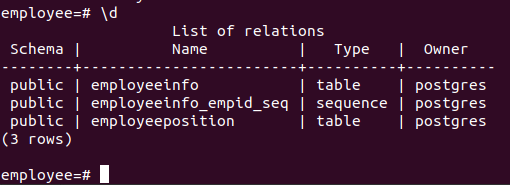 employee=# \d
                     List of relations
 Schema |          Name          |   Type   |  Owner
--------+------------------------+----------+----------
 public | employeeinfo           | table    | postgres
 public | employeeinfo_empid_seq | sequence | postgres
 public | employeeposition       | table    | postgres
(3 rows)

employee=#